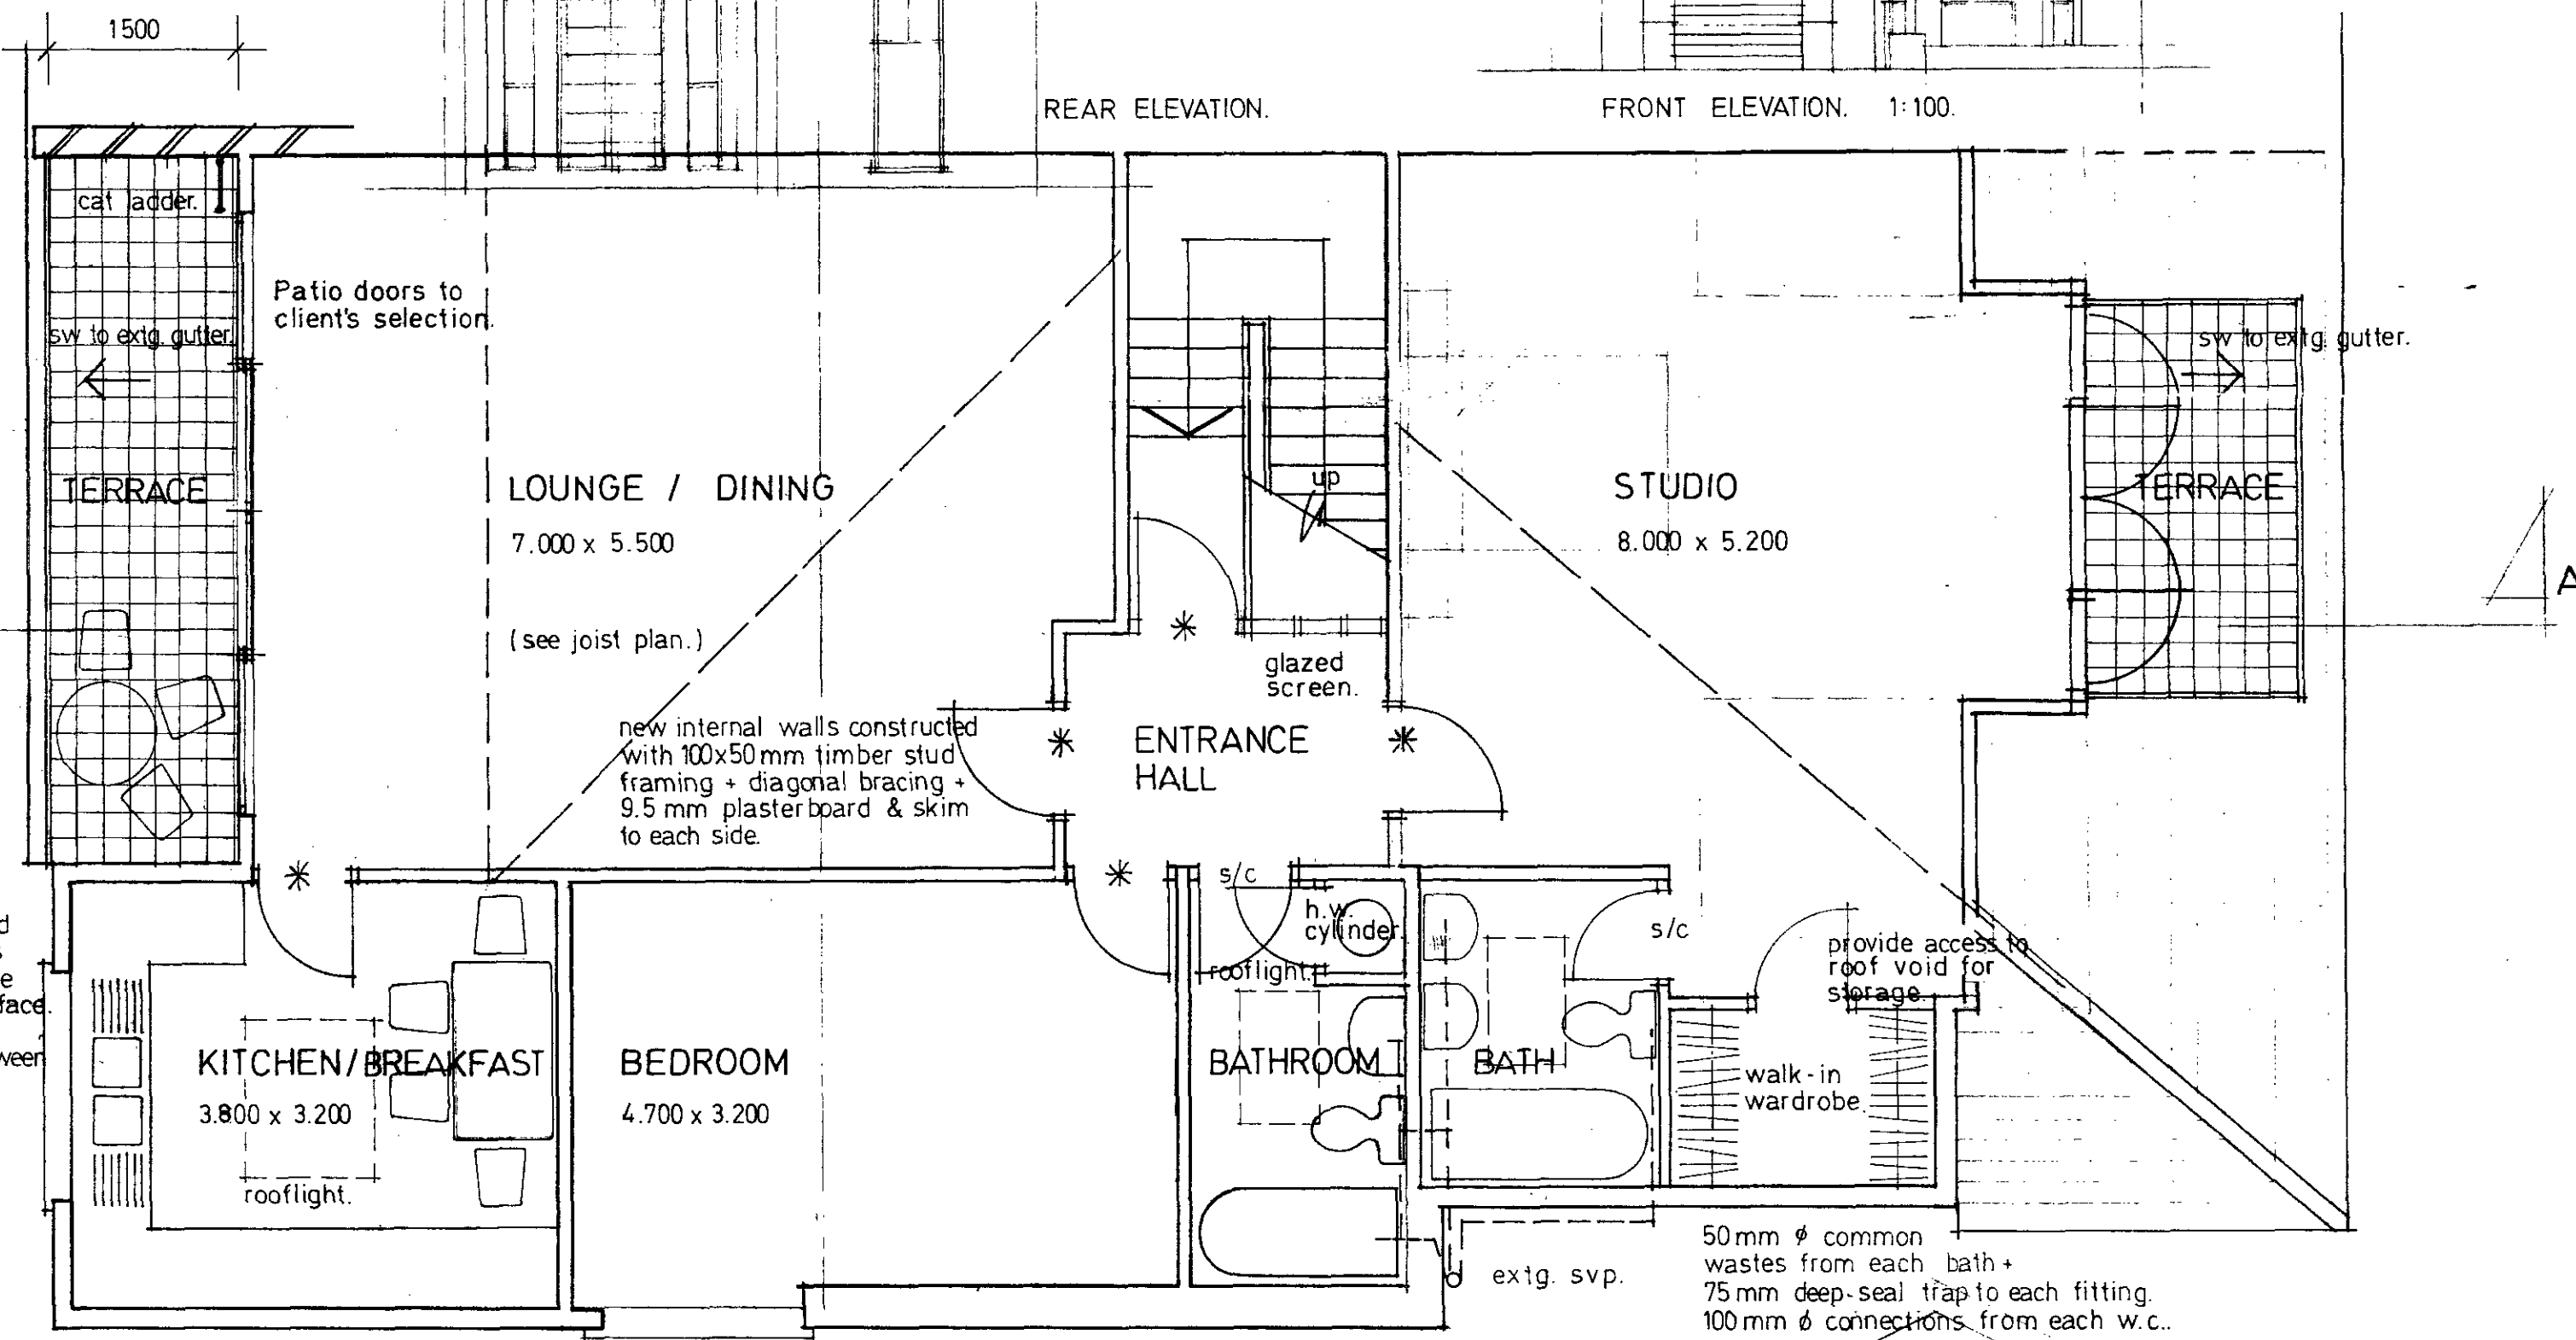 1500
REAR ELEVATION.
FRONT ELEVATION. 1:100.
cat ladder.
Patio doors to
client's selection.
sw to extg. gutter.
sw to extg gutter.
TERRACE
LOUNGE / DINING
7.000 x 5.500
(see joist plan.)
up
STUDIO
8.000 x 5.200
TERRACE
A
glazed
screen.
new internal walls constructed
with 100x50mm timber stud
framing + diagonal bracing +
9.5 mm plasterboard & skim
to each side.
ENTRANCE
HALL
s/c
h.w.
cylinder.
rooflight.
s/c
provide access to
roof void for
storage
face.
KITCHEN/BREAKFAST
3.800 x 3.200
rooflight.
BEDROOM
4.700 x 3.200
BATHROOM
BATH
walk-in
wardrobe.
extg. svp.
50mm ϕ common
wastes from each bath +
75mm deep-seal trap to each fitting.
100mm ϕ connections from each w.c..